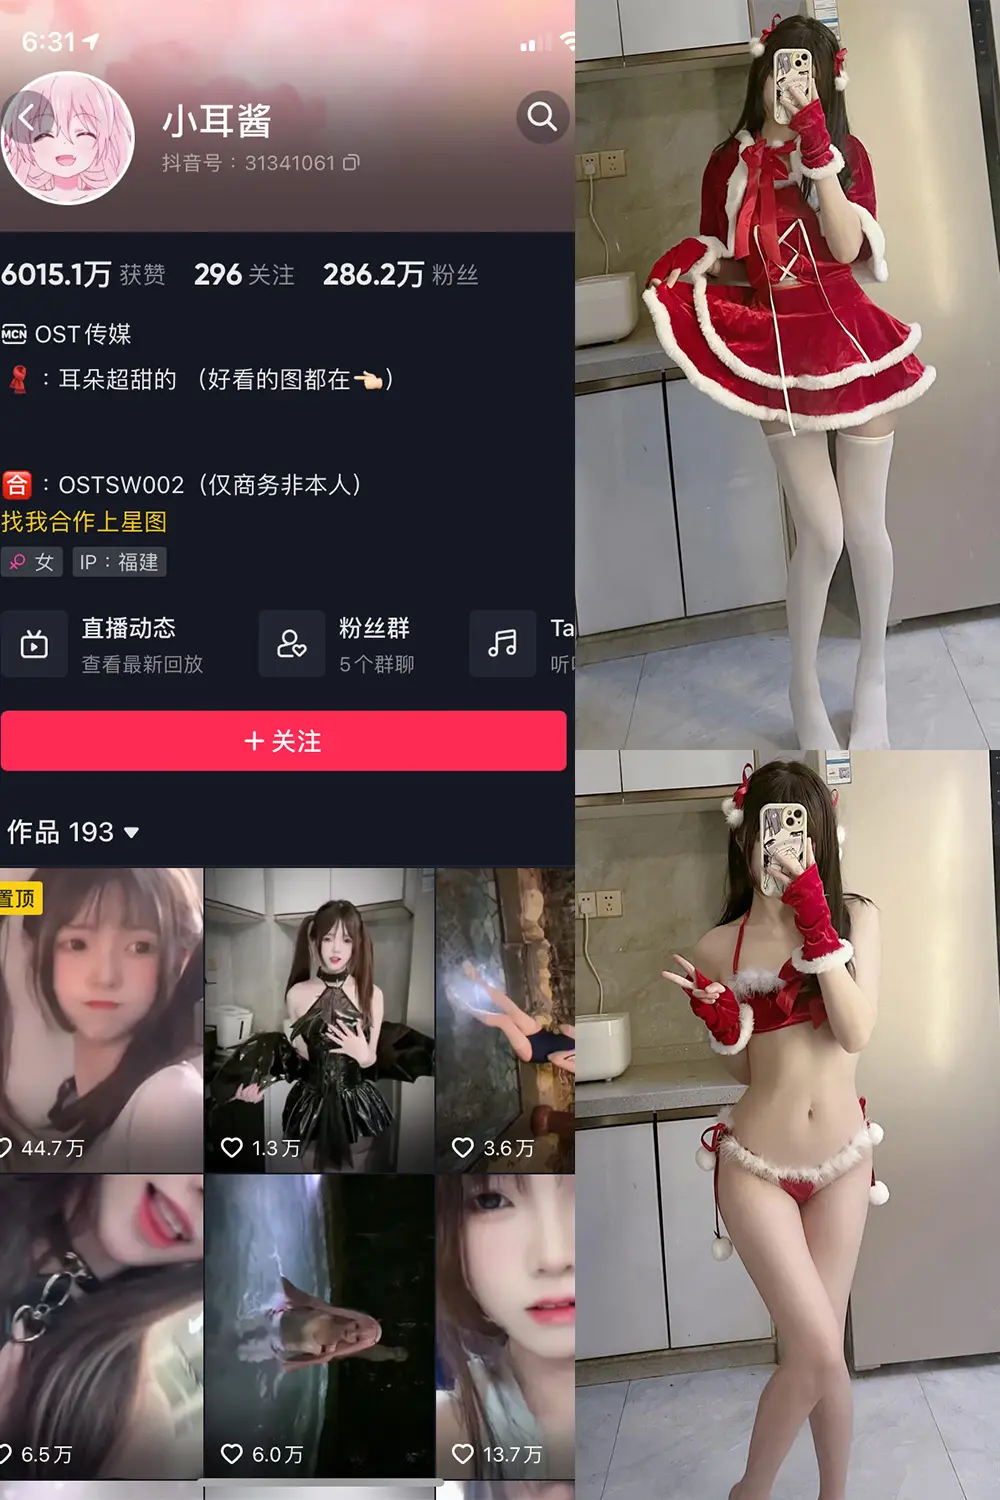 6:31
小耳酱
抖音号：31341061
6015.1万 获赞 296 关注 286.2万 粉丝
MCN OST传媒
：耳朵超甜的 （好看的图都在👈🏻）
合：OSTSW002（仅商务非本人）
找我合作上星图
女 IP：福建
直播动态 粉丝群 Ta
查看最新回放 5个群聊 听
+ 关注
作品 193
置顶
44.7万 1.3万 3.6万
6.5万 6.0万 13.7万